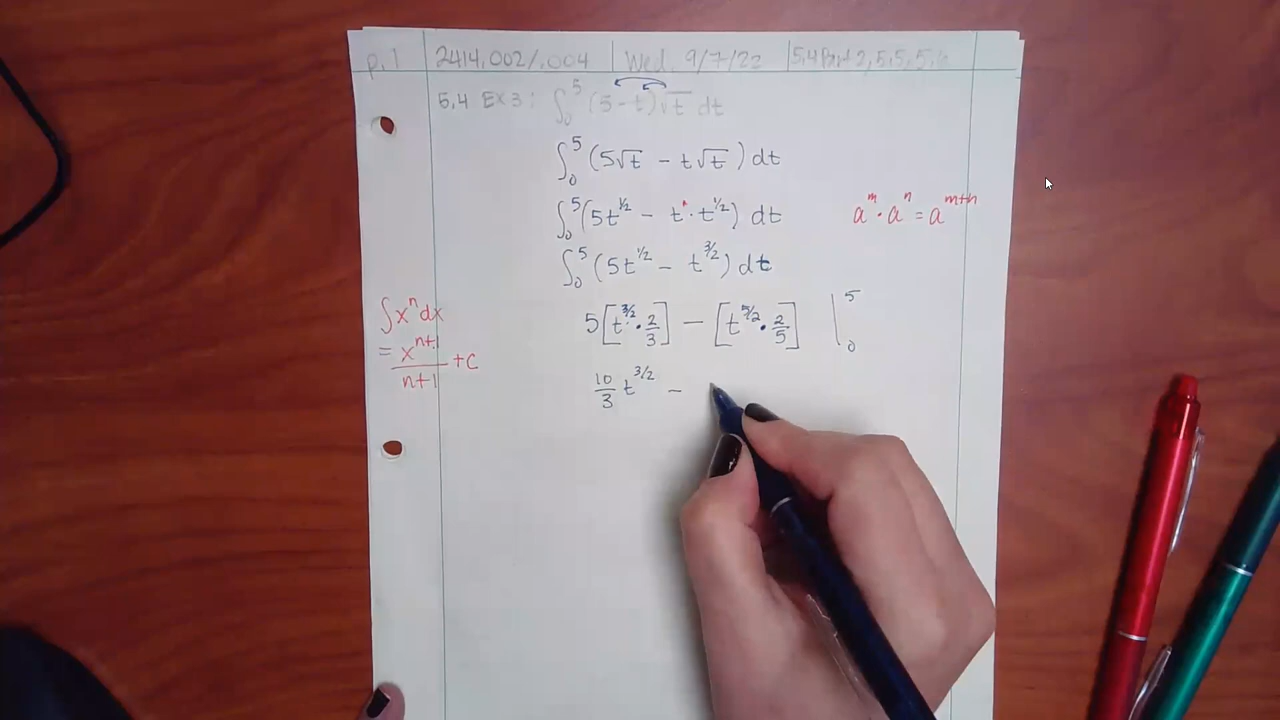 p.1 2414.002/.004 Wed. 9/7/22 5.4 Part 2, 5.5, 5.6
5.4 Ex 3: ∫₀⁵ (5-t)√t dt
∫₀⁵ (5√t - t√t) dt
∫₀⁵ (5t^1/2 - t¹·t^1/2) dt
a^m · a^n = a^m+n
∫₀⁵ (5t^1/2 - t^3/2) dt
∫x^n dx
= x^n+1/n+1 + C
5[t^3/2 · 2/3] - [t^5/2 · 2/5] |₀⁵
10/3 t^3/2 -